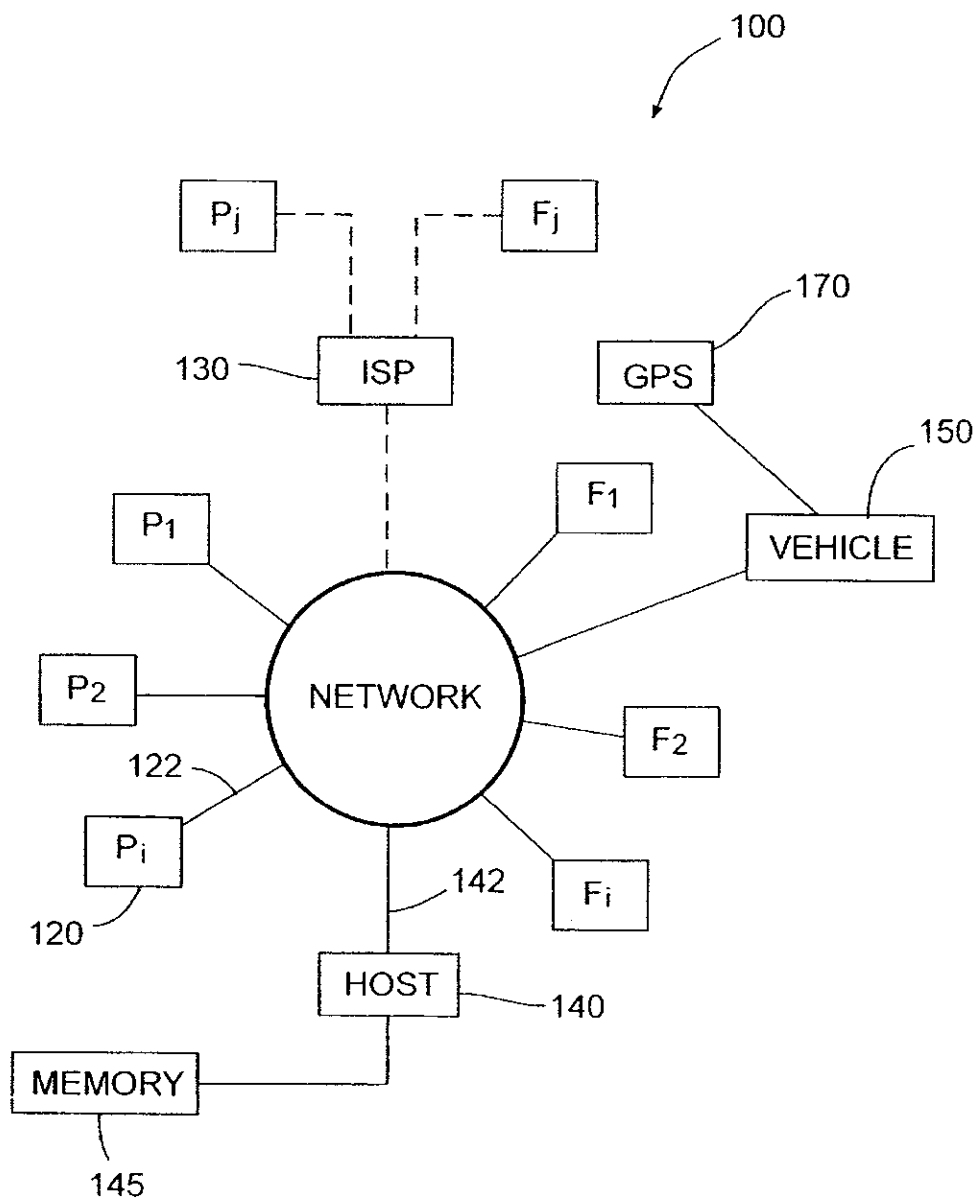 100
Pj
Fj
170
130
ISP
GPS
150
F1
P1
VEHICLE
NETWORK
P2
F2
122
Pi
142
Fi
120
HOST
140
MEMORY
145